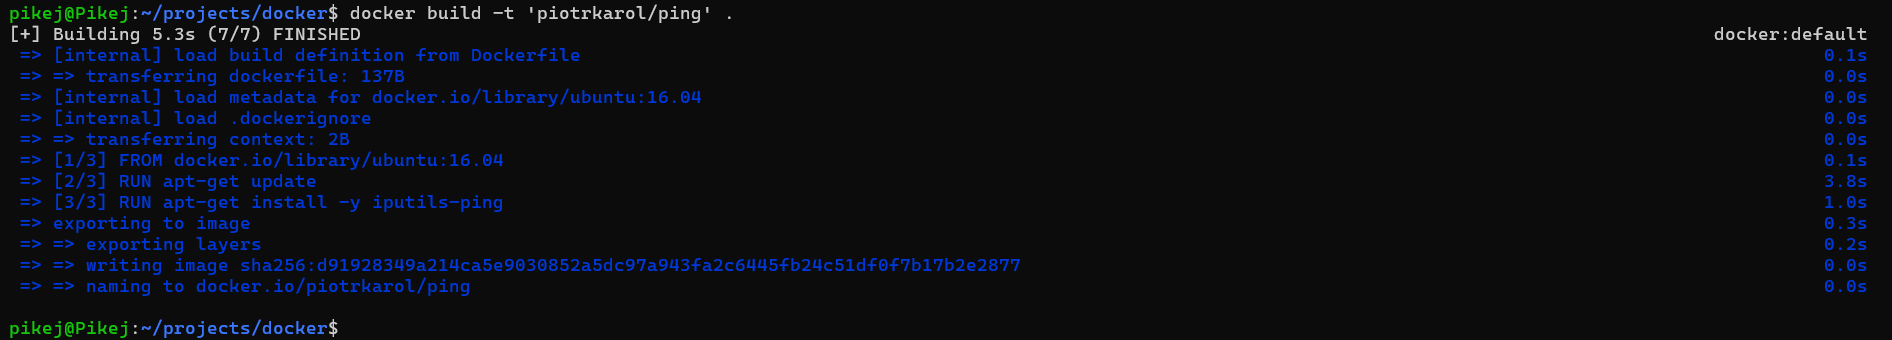 pikej@Pikej:~/projects/docker$ docker build -t 'piotrkarol/ping' .
[+] Building 5.3s (7/7) FINISHED docker:default
=> [internal] load build definition from Dockerfile 0.1s
=> => transferring dockerfile: 137B 0.0s
=> [internal] load metadata for docker.io/library/ubuntu:16.04 0.0s
=> [internal] load .dockerignore 0.0s
=> => transferring context: 2B 0.0s
=> [1/3] FROM docker.io/library/ubuntu:16.04 0.1s
=> [2/3] RUN apt-get update 3.8s
=> [3/3] RUN apt-get install -y iputils-ping 1.0s
=> exporting to image 0.3s
=> => exporting layers 0.2s
=> => writing image sha256:d91928349a214ca5e9030852a5dc97a943fa2c6445fb24c51df0f7b17b2e2877 0.0s
=> => naming to docker.io/piotrkarol/ping 0.0s
pikej@Pikej:~/projects/docker$